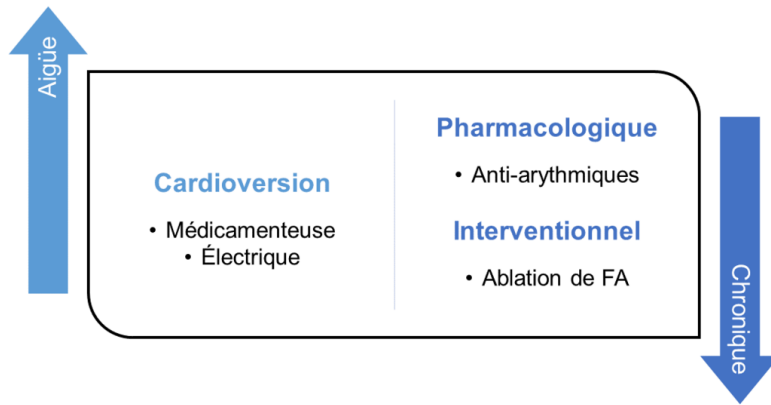 Aigüe
Cardioversion
• Médicamenteuse
• Électrique
Pharmacologique
• Anti-arythmiques
Interventionnel
• Ablation de FA
Chronique